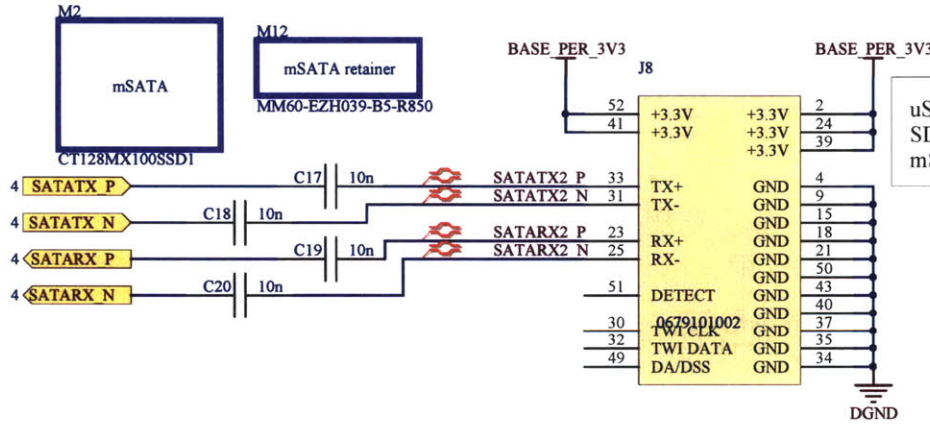 M2
mSATA
CT128MX100SSD1
M12
mSATA retainer
MM60-EZH039-B5-R850
BASE_PER_3V3
BASE_PER_3V3
J8
uS
SD
mS
52 +3.3V +3.3V 2
41 +3.3V +3.3V 24
+3.3V 39
4 SATATX_P C17 10n SATATX2_P 33 TX+ GND 4
4 SATATX_N C18 10n SATATX2_N 31 TX- GND 9
GND 15
4 SATARX_P C19 10n SATARX2_P 23 RX+ GND 18
4 SATARX_N C20 10n SATARX2_N 25 RX- GND 21
GND 50
51 DETECT GND 43
GND 40
0679101002
30 TWI CLK GND 37
32 TWI DATA GND 35
49 DA/DSS GND 34
DGND